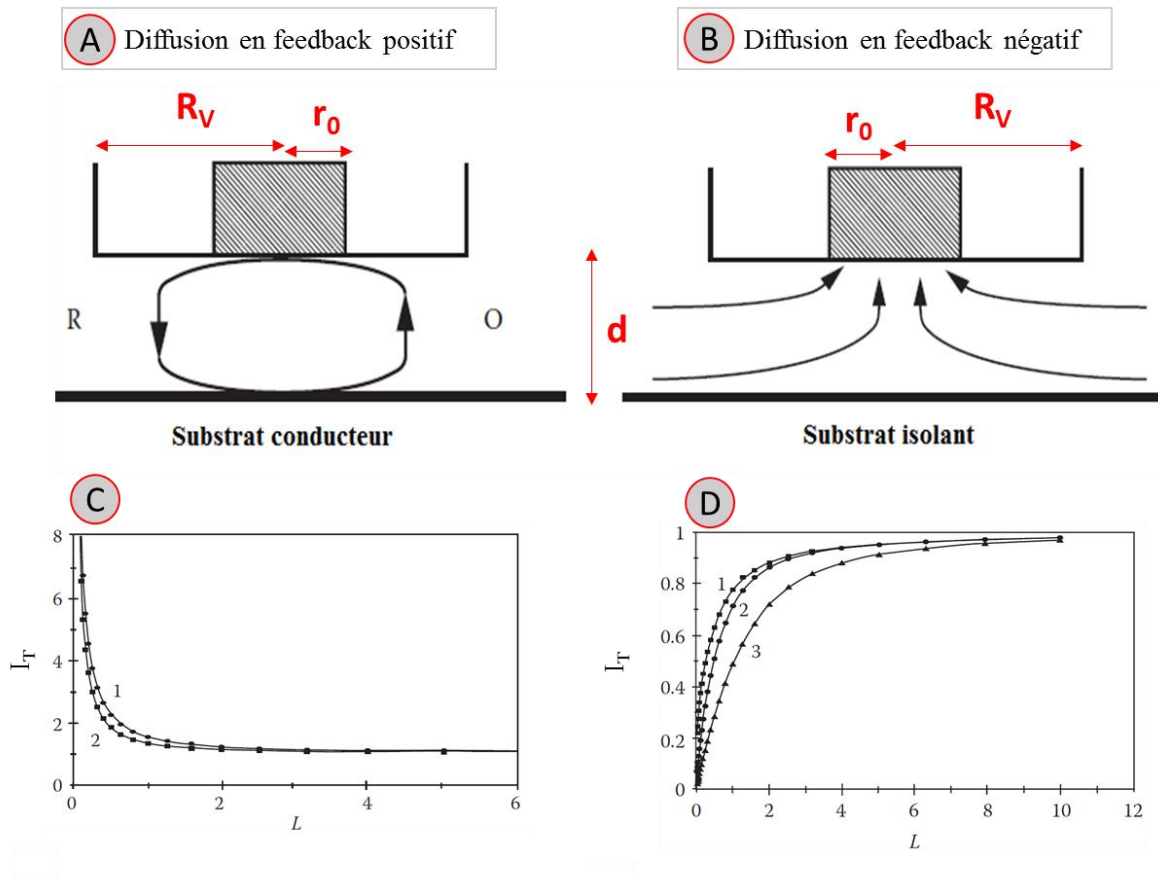 A Diffusion en feedback positif
B Diffusion en feedback négatif
R_V
r_0
r_0
R_V
R
O
d
Substrat conducteur
Substrat isolant
C
D
8
6
4
2
0
I_T
1
2
0 2 4 6
L
1
0.8
0.6
0.4
0.2
0
I_T
1
2
3
0 2 4 6 8 10 12
L